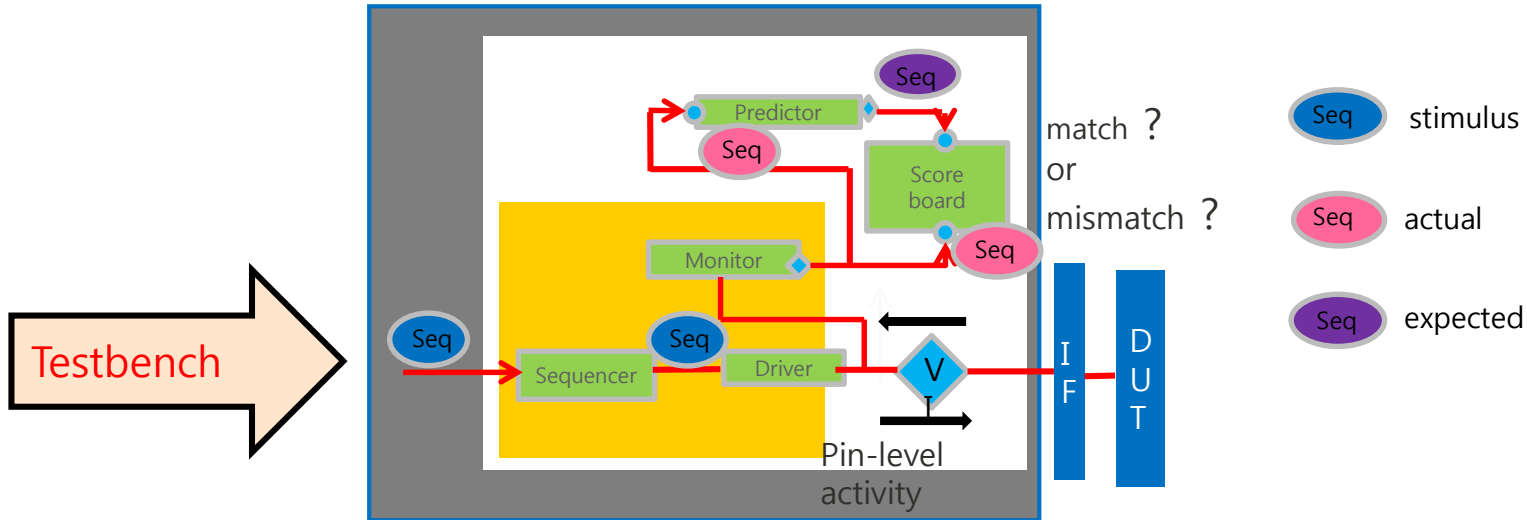 Seq
Predictor
Seq
match ?
or
mismatch ?
Score
board
Seq
Monitor
Seq
Seq
Sequencer
Driver
V
I
Pin-level
activity
I
F
D
U
T
Testbench
Seq stimulus
Seq actual
Seq expected